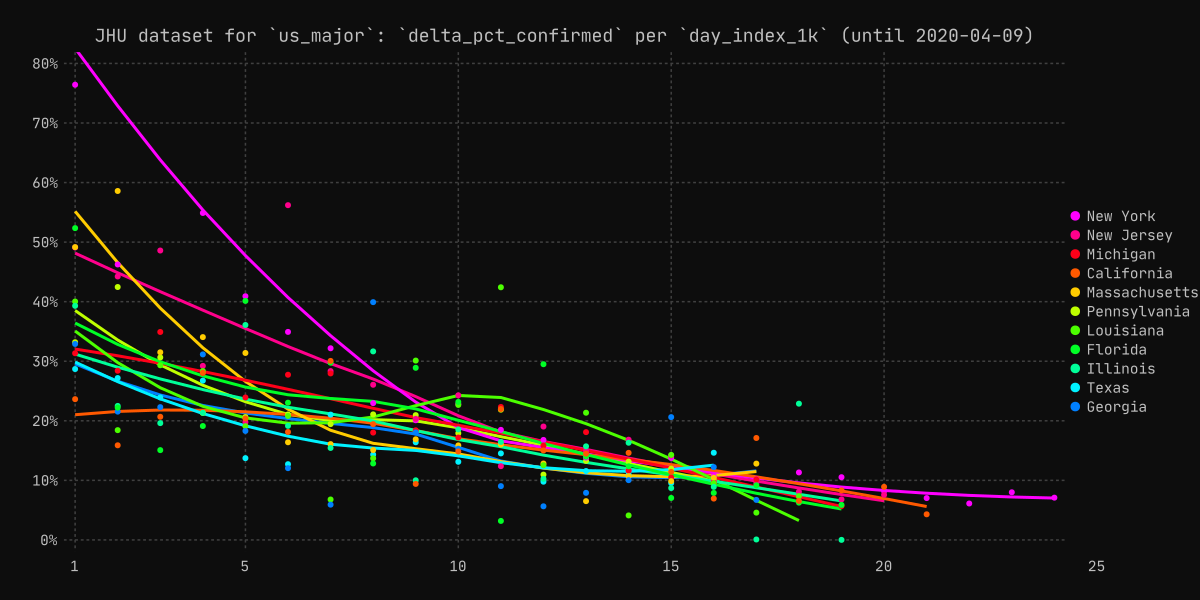 JHU dataset for `us_major`: `delta_pct_confirmed` per `day_index_1k` (until 2020-04-09)
80%
70%
60%
50%
40%
30%
20%
10%
0%
1 5 10 15 20 25
New York
New Jersey
Michigan
California
Massachusetts
Pennsylvania
Louisiana
Florida
Illinois
Texas
Georgia